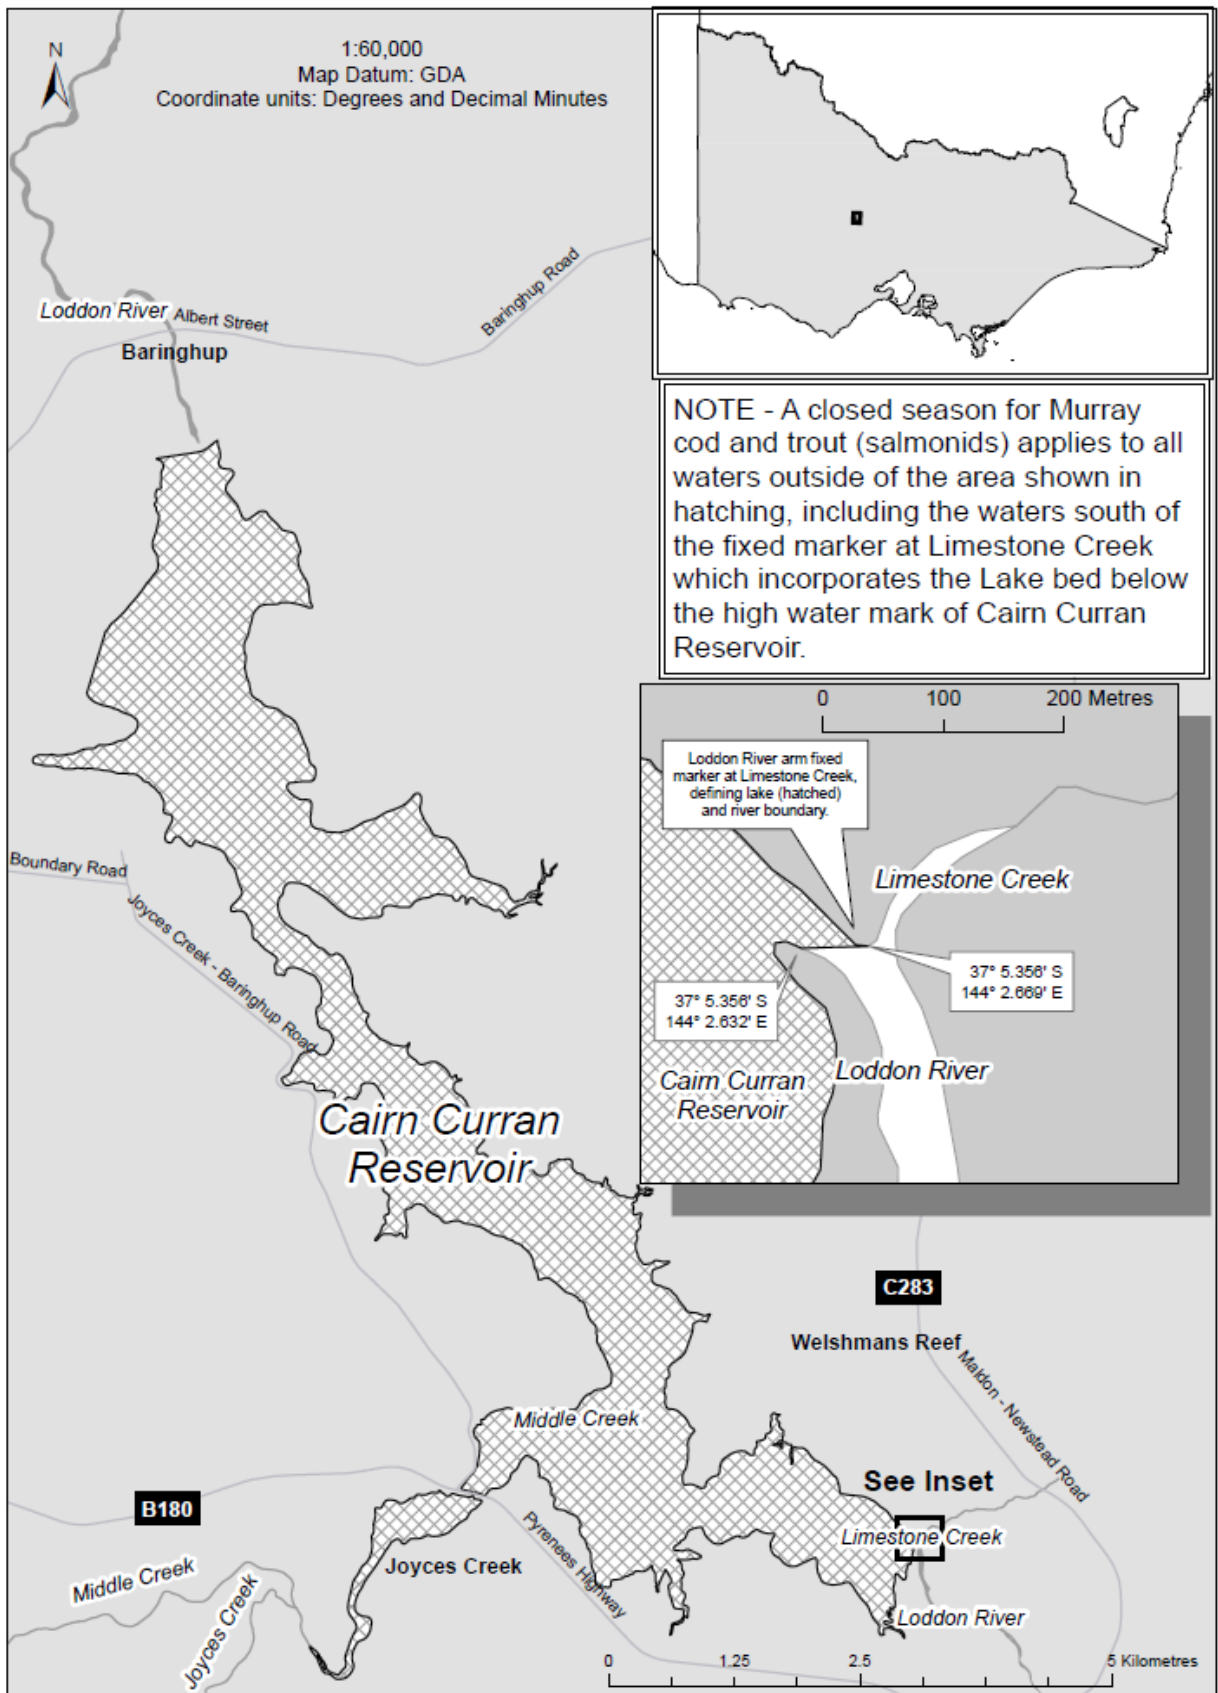 N
1:60,000
Map Datum: GDA
Coordinate units: Degrees and Decimal Minutes
Loddon River
Albert Street
Baringhup Road
Baringhup
NOTE - A closed season for Murray
cod and trout (salmonids) applies to all
waters outside of the area shown in
hatching, including the waters south of
the fixed marker at Limestone Creek
which incorporates the Lake bed below
the high water mark of Cairn Curran
Reservoir.
0 100 200 Metres
Loddon River arm fixed
marker at Limestone Creek,
defining lake (hatched)
and river boundary.
Limestone Creek
37° 5.356' S
144° 2.669' E
37° 5.356' S
144° 2.632' E
Loddon River
Cairn Curran
Reservoir
Boundary Road
Joyces Creek - Baringhup Road
Cairn Curran
Reservoir
C283
Welshmans Reef
Maldon - Newstead Road
Middle Creek
See Inset
B180
Pyrenees Highway
Limestone Creek
Joyces Creek
Middle Creek
Joyces Creek
Loddon River
0 1.25 2.5 5 Kilometres